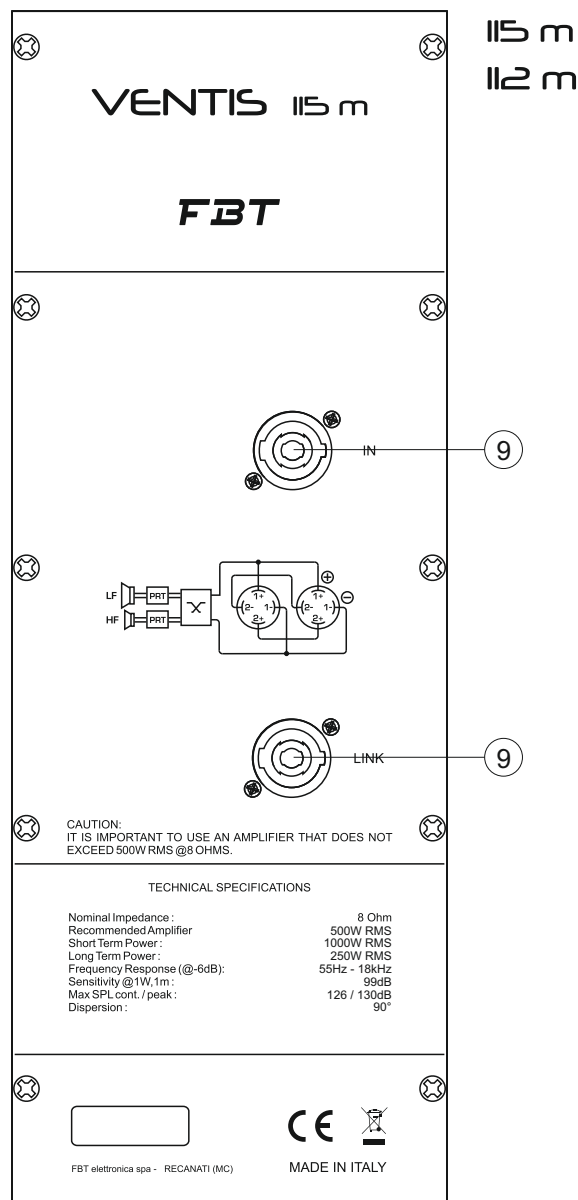 115 m
112 m
VENTIS 115 m
FBT
IN
9
LF PRT
HF PRT
1+ 1+
2- 1- 2- 1-
2+ 2+
LINK
9
CAUTION:
IT IS IMPORTANT TO USE AN AMPLIFIER THAT DOES NOT
EXCEED 500W RMS @8 OHMS.
TECHNICAL SPECIFICATIONS
Nominal Impedance : 8 Ohm
Recommended Amplifier 500W RMS
Short Term Power : 1000W RMS
Long Term Power : 250W RMS
Frequency Response (@-6dB): 55Hz - 18kHz
Sensitivity @1W,1m : 99dB
Max SPL cont. / peak : 126 / 130dB
Dispersion : 90°
CE
FBT elettronica spa - RECANATI (MC)
MADE IN ITALY